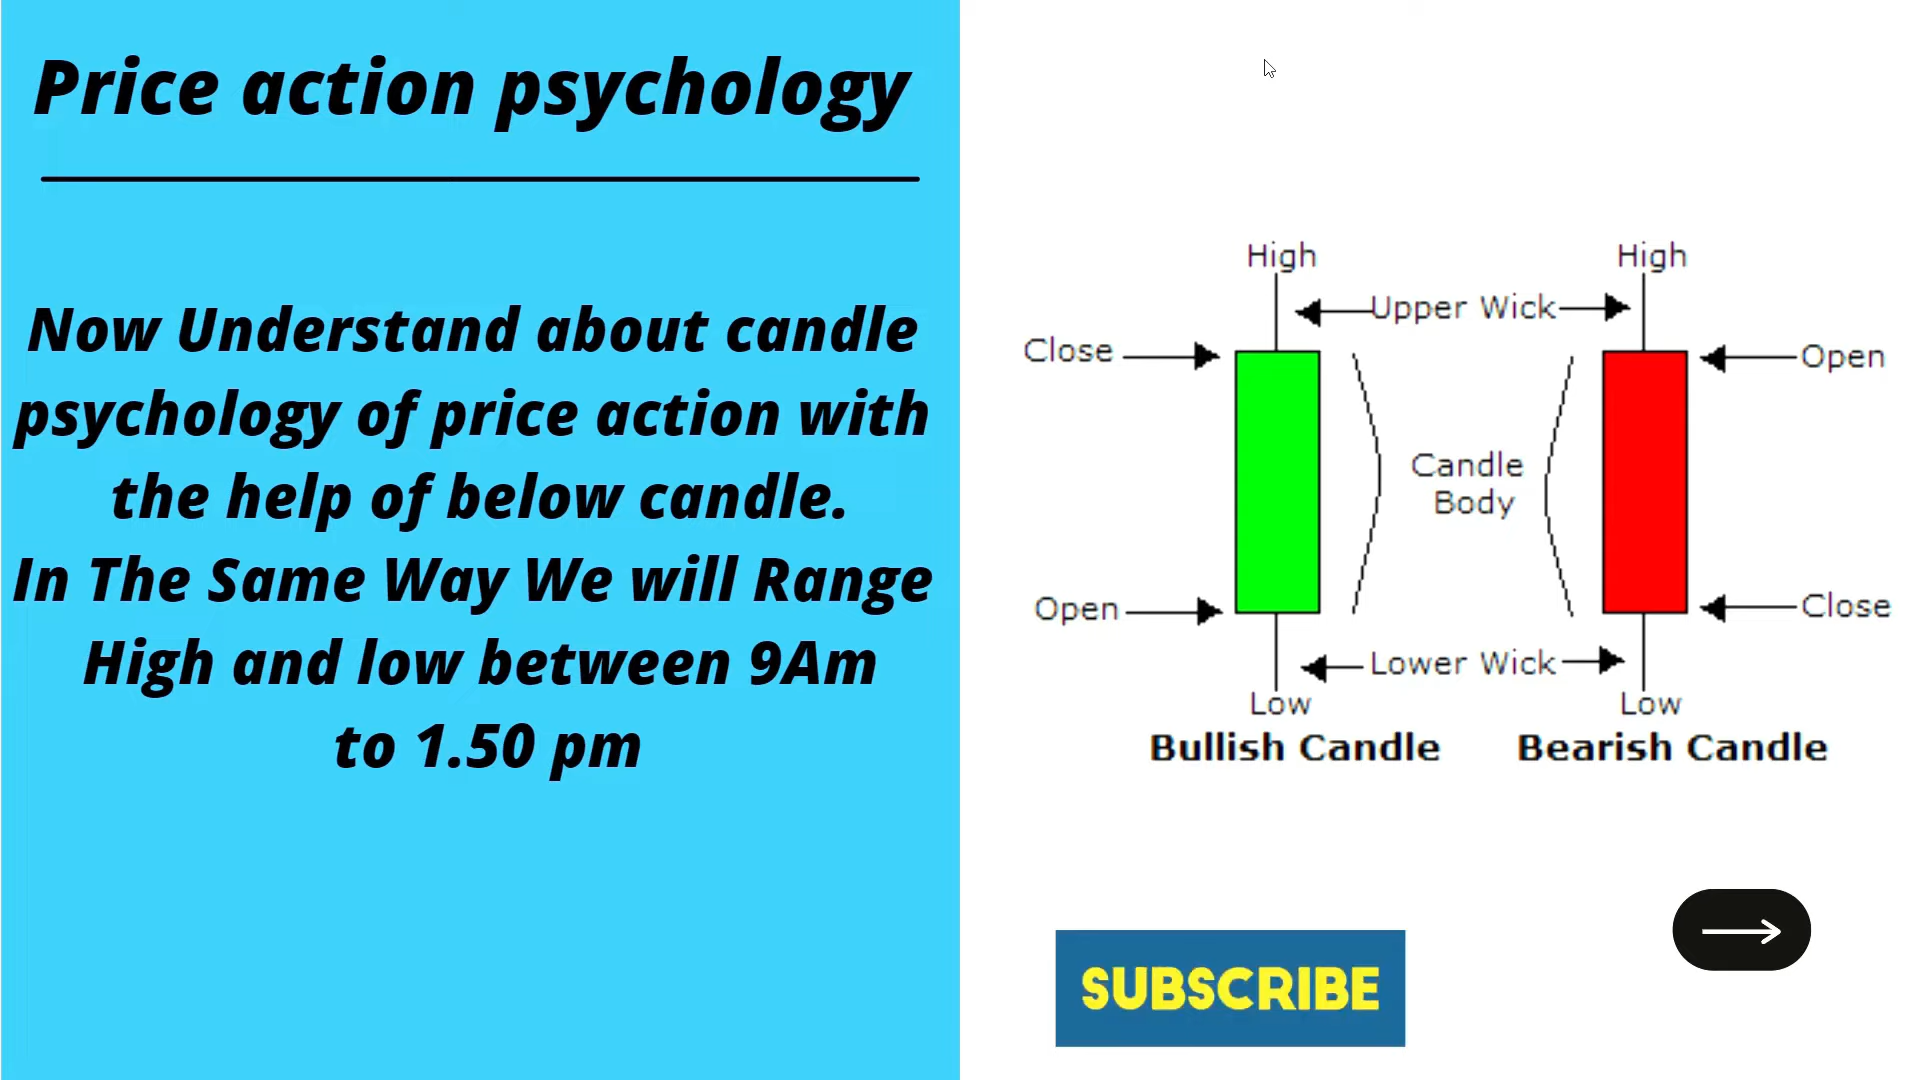 Price action psychology
Now Understand about candle
psychology of price action with
the help of below candle.
In The Same Way We will Range
High and low between 9Am
to 1.50 pm
High
High
Upper Wick
Close
Open
Candle
Body
Open
Close
Lower Wick
Low
Low
Bullish Candle
Bearish Candle
SUBSCRIBE